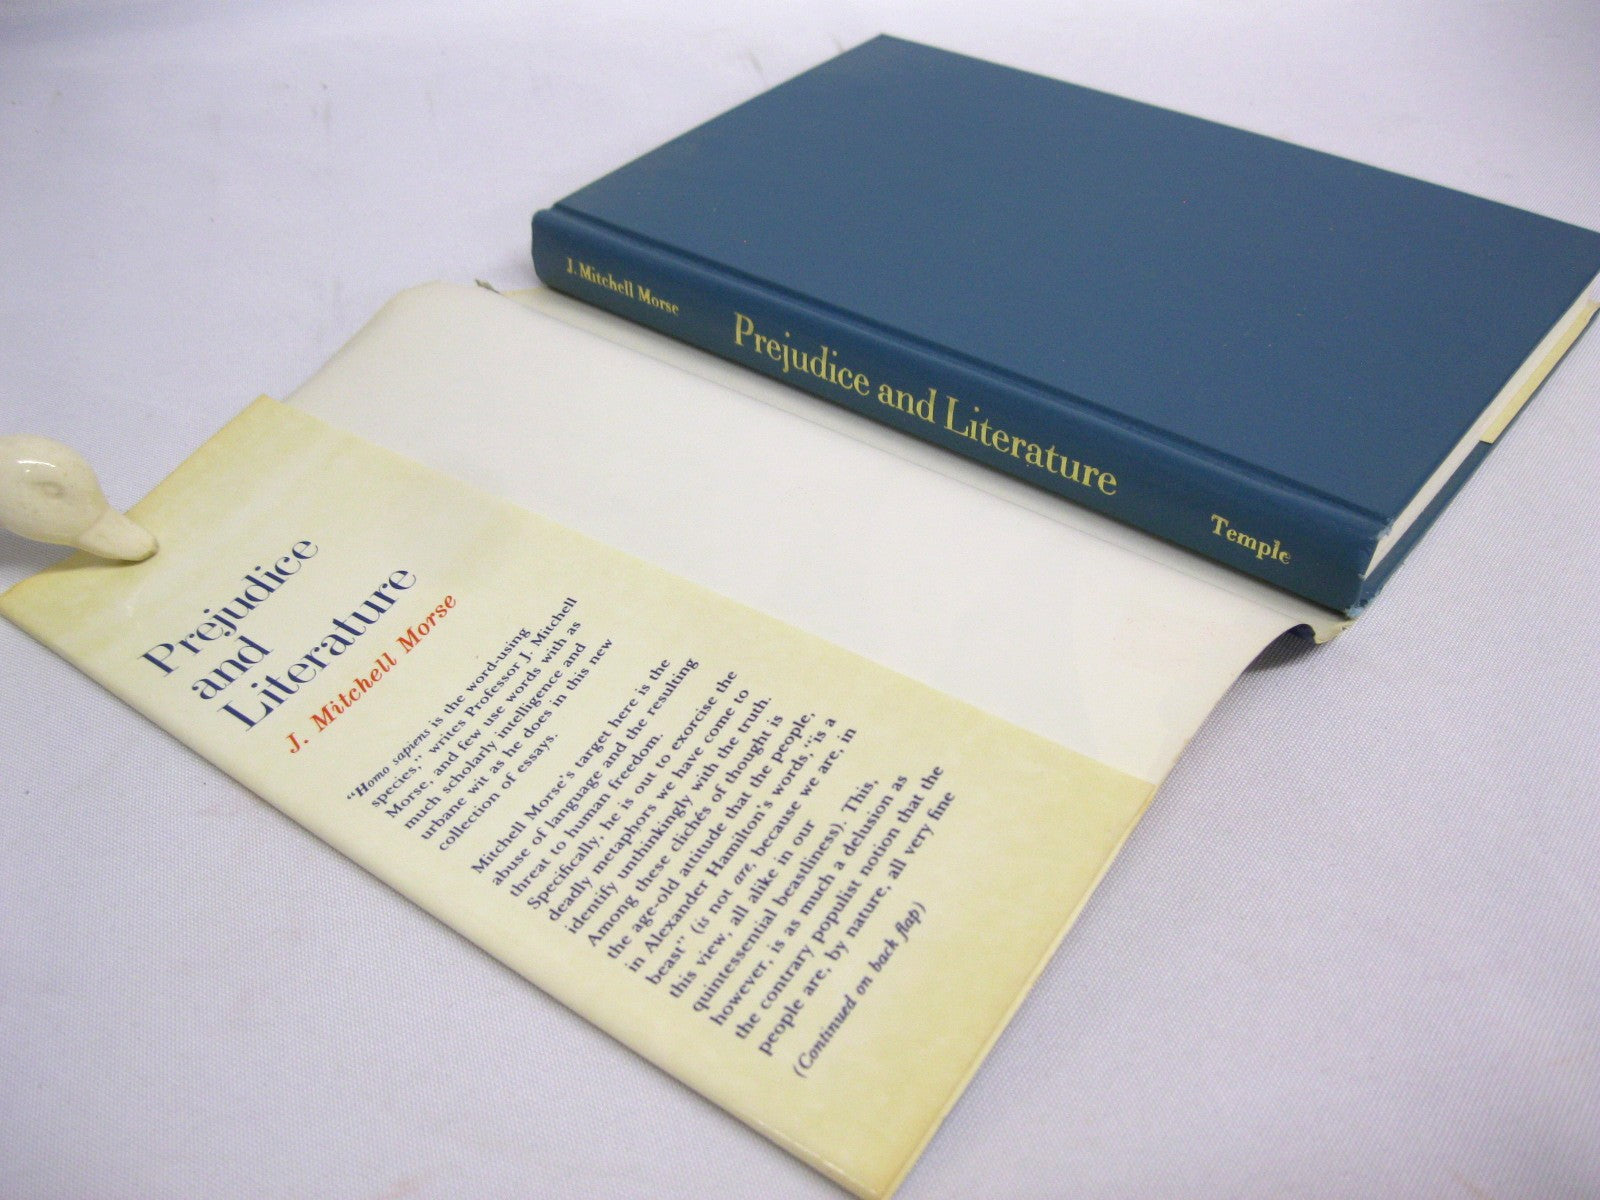 J. Mitchell Morse
Prejudice and Literature
Temple
Prejudice
and
Literature
J. Mitchell Morse
"Homo sapiens is the word-using
species," writes Professor J. Mitchell
Morse, and few use words with as
much scholarly intelligence and
urbane wit as he does in this new
collection of essays.
Mitchell Morse's target here is the
abuse of language and the resulting
threat to human freedom.
Specifically, he is out to exorcise the
deadly metaphors we have come to
identify unthinkingly with the truth.
Among these clichés of thought is
the age-old attitude that the people,
in Alexander Hamilton's words, "is a
beast" (is not are, because we are, in
this view, all alike in our
quintessential beastliness). This,
however, is as much a delusion as
the contrary populist notion that the
people are, by nature, all very fine
(Continued on back flap)